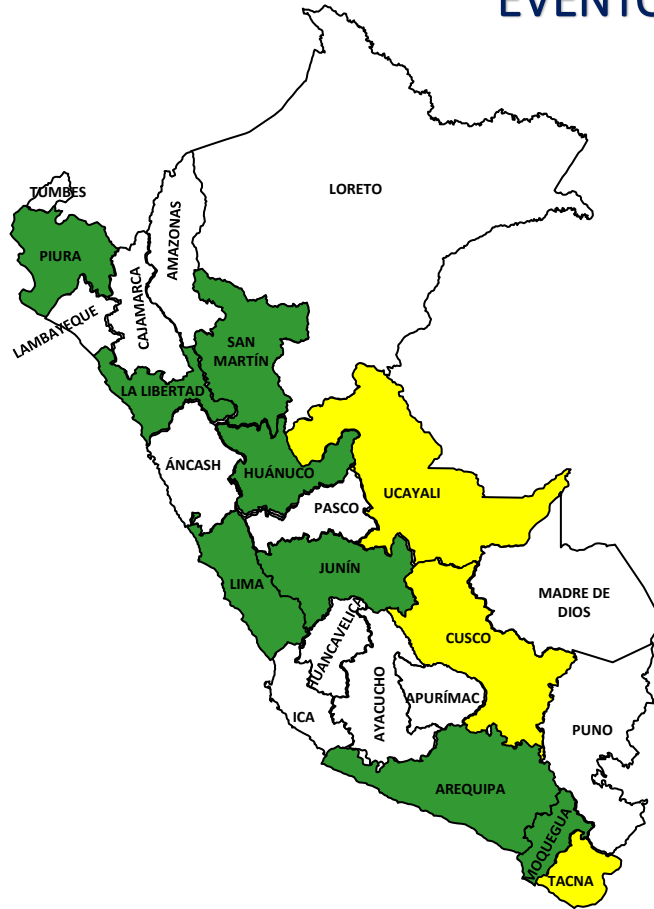 EVENTO
LORETO
TUMBES
AMAZONAS
PIURA
CAJAMARCA
LAMBAYEQUE
SAN
MARTÍN
LA LIBERTAD
ÁNCASH
HUÁNUCO
UCAYALI
PASCO
JUNÍN
LIMA
MADRE DE
DIOS
HUANCAVELICA
CUSCO
AYACUCHO
APURÍMAC
ICA
PUNO
AREQUIPA
MOQUEGUA
TACNA